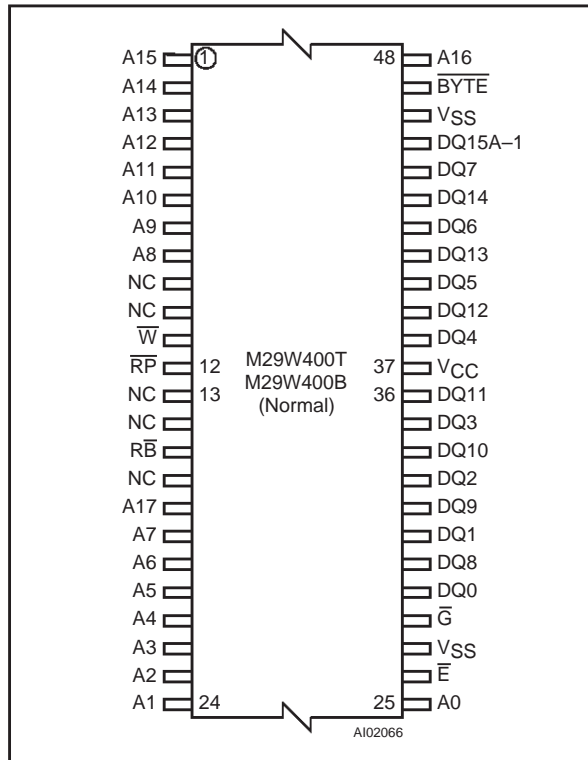 A15 1 48 A16
A14 B̅Y̅T̅E̅
A13 VSS
A12 DQ15A–1
A11 DQ7
A10 DQ14
A9 DQ6
A8 DQ13
NC DQ5
NC DQ12
W̅ DQ4
R̅P̅ 12 M29W400T 37 VCC
M29W400B
NC 13 36 DQ11
(Normal)
NC DQ3
RB̅ DQ10
NC DQ2
A17 DQ9
A7 DQ1
A6 DQ8
A5 DQ0
A4 G̅
A3 VSS
A2 E̅
A1 24 25 A0
AI02066